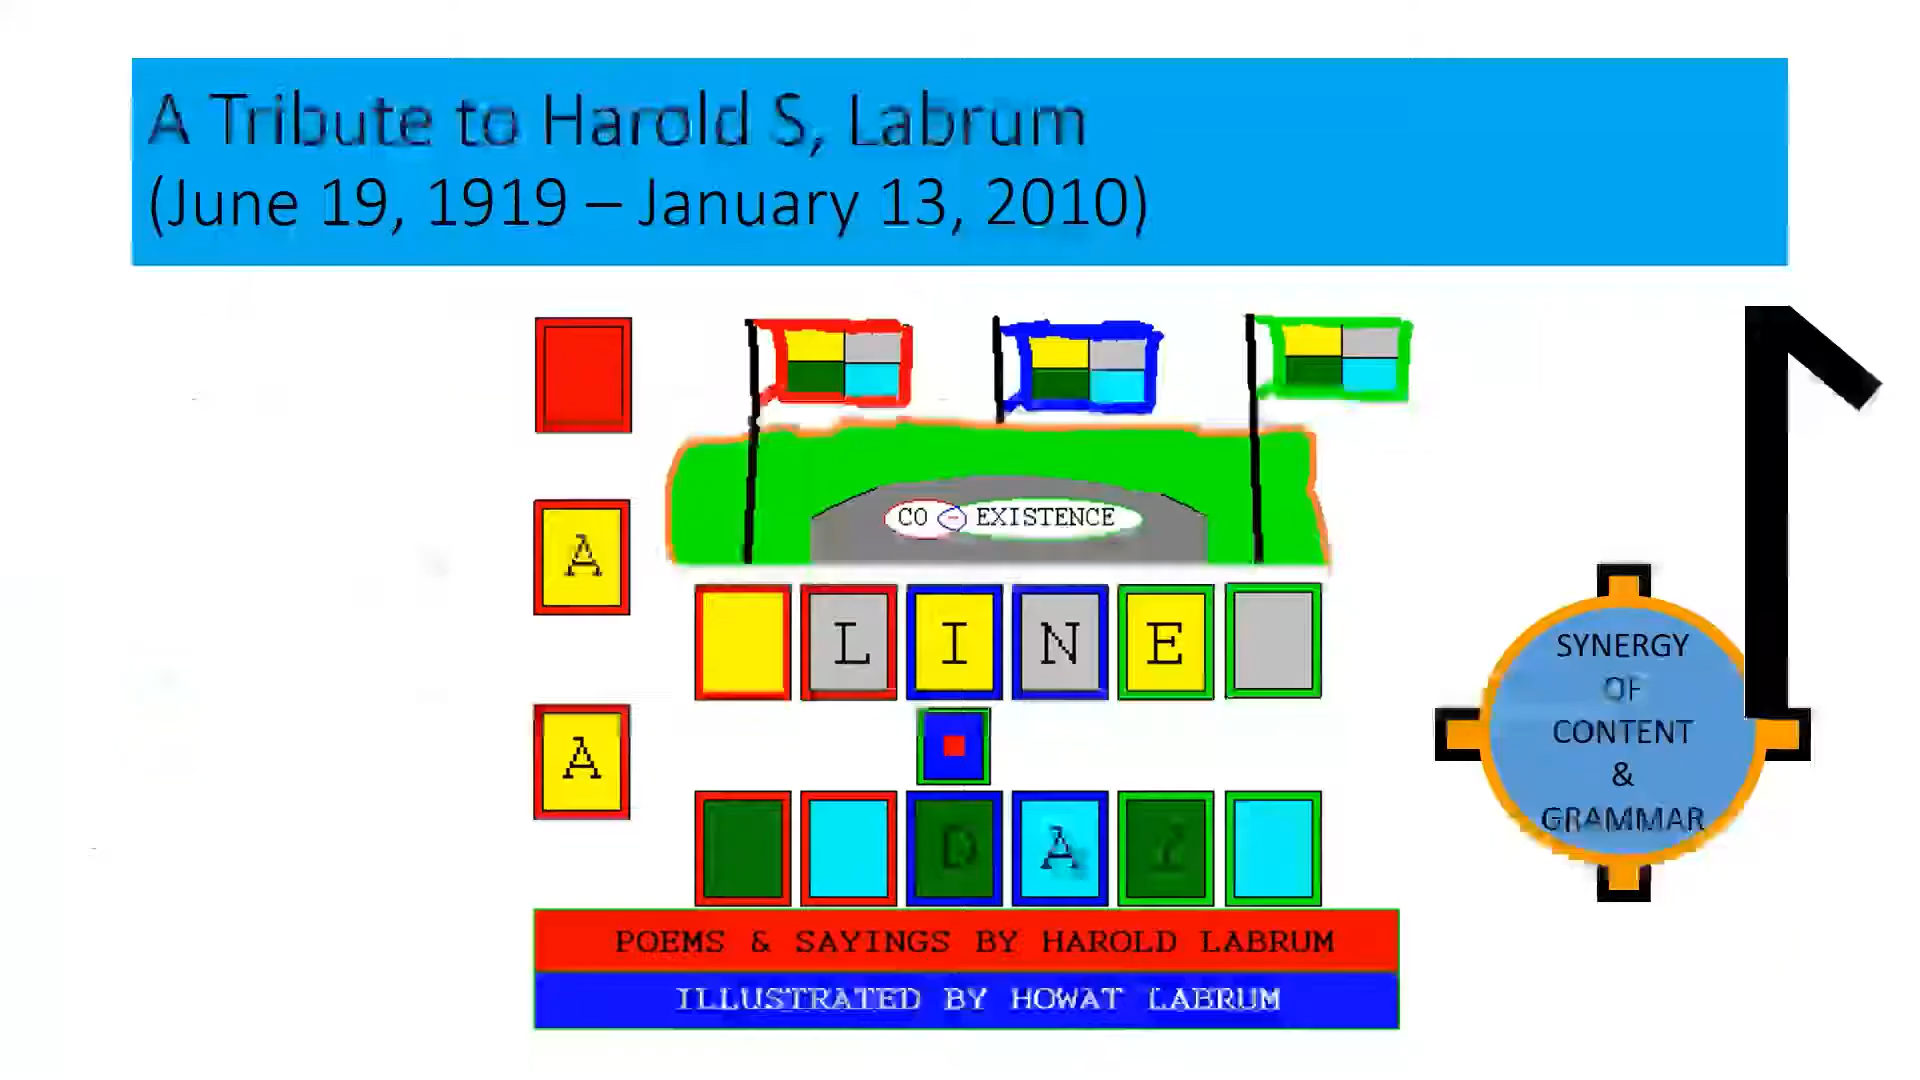 A Tribute to Harold S, Labrum
(June 19, 1919 – January 13, 2010)
CO - EXISTENCE
A
L I N E
A
D A Z
POEMS & SAYINGS BY HAROLD LABRUM
ILLUSTRATED BY HOWAT LABRUM
SYNERGY
OF
CONTENT
&
GRAMMAR